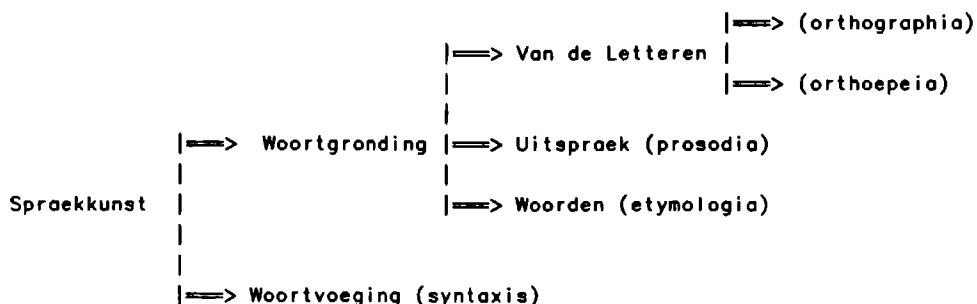 (orthographia)
Van de Letteren
(orthoepeia)
Woortgronding
Uitspraek (prosodia)
Spraekkunst
Woorden (etymologia)
Woortvoeging (syntaxis)